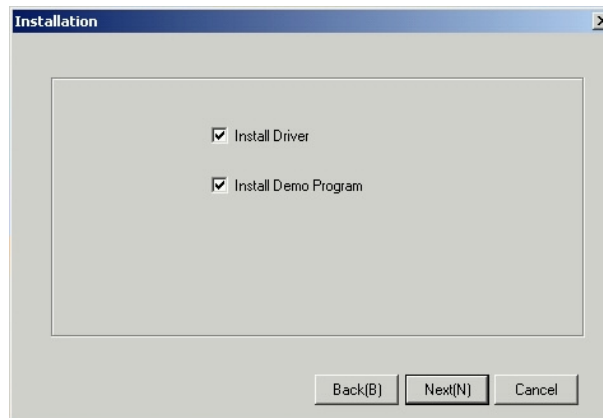 Installation
Install Driver
Install Demo Program
Back(B) Next(N) Cancel